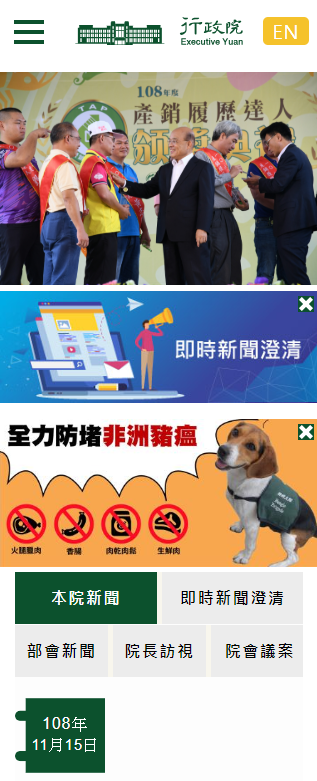 行政院
Executive Yuan
EN
108年度
產銷履歷達人
頒獎典禮
即時新聞澄清
全力防堵非洲豬瘟
火腿臘肉
香腸
肉乾肉鬆
生鮮肉
本院新聞
即時新聞澄清
部會新聞
院長訪視
院會議案
108年
11月15日